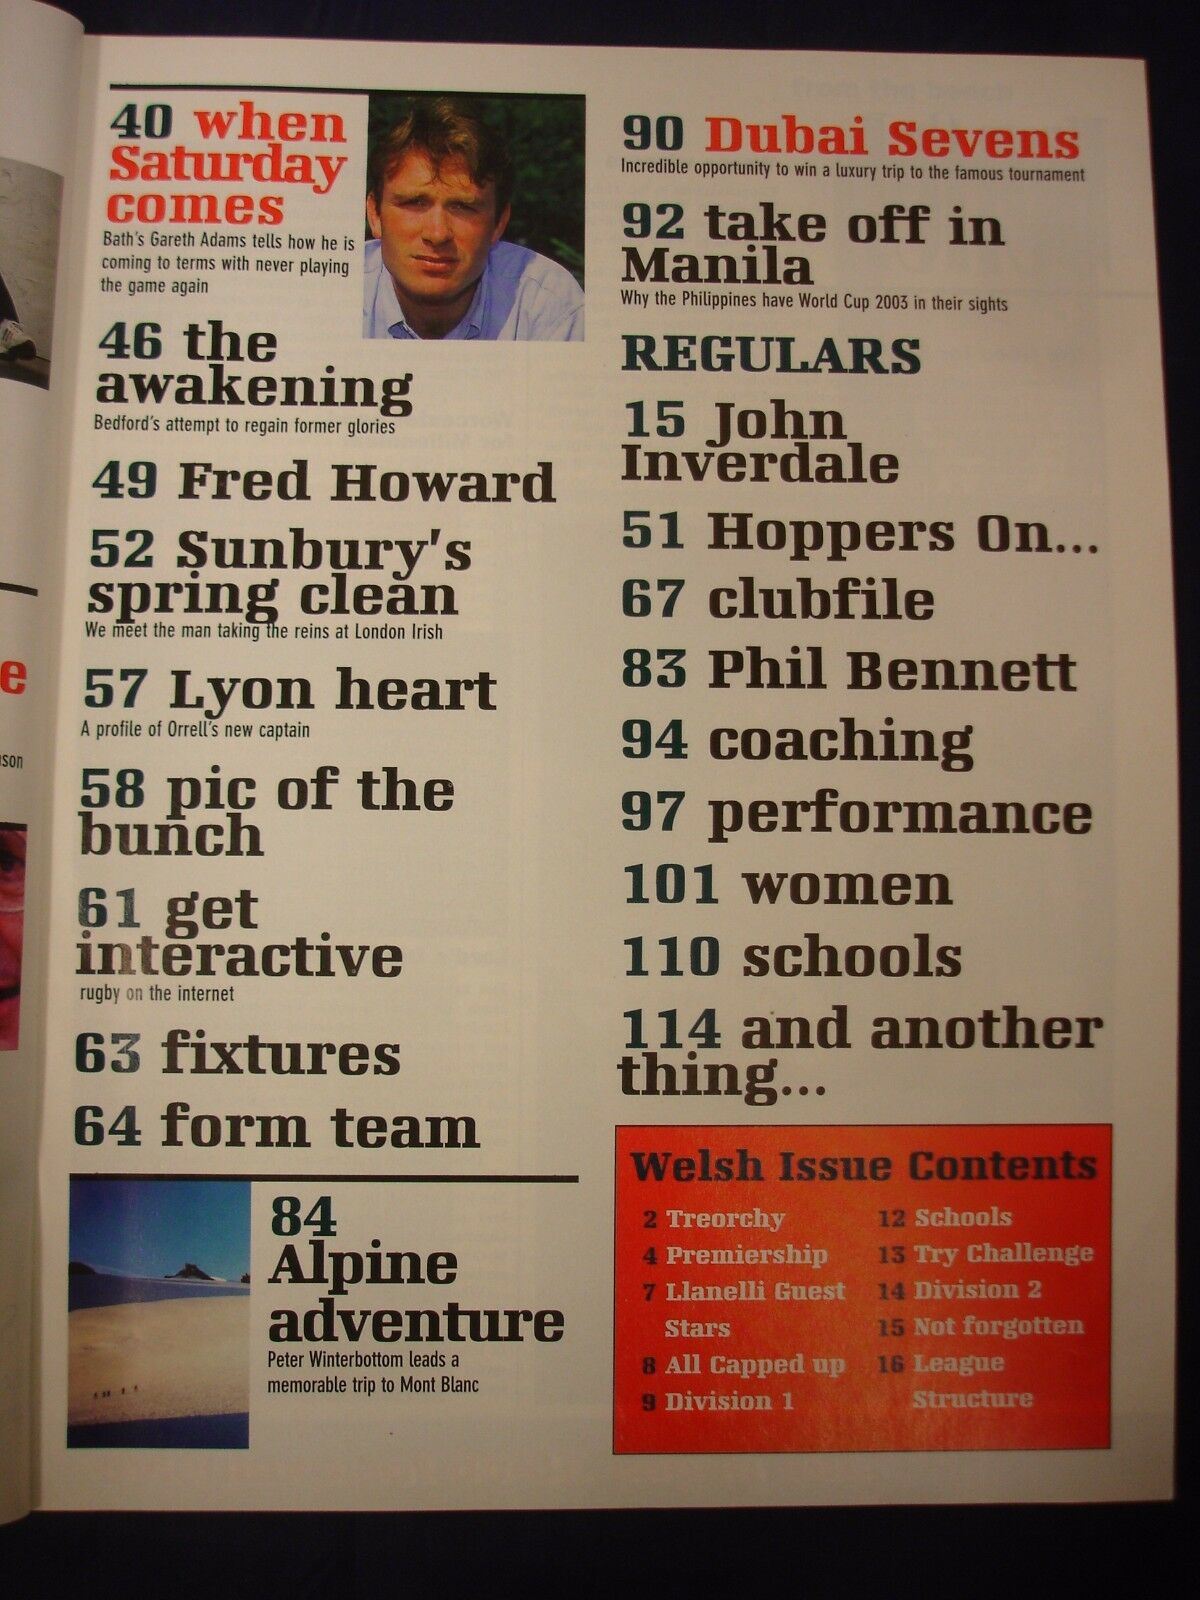 40 when
Saturday
comes
Bath's Gareth Adams tells how he is
coming to terms with never playing
the game again
46 the
awakening
Bedford's attempt to regain former glories
49 Fred Howard
52 Sunbury's
spring clean
We meet the man taking the reins at London Irish
57 Lyon heart
A profile of Orrell's new captain
58 pic of the
bunch
61 get
interactive
rugby on the internet
63 fixtures
64 form team
84
Alpine
adventure
Peter Winterbottom leads a
memorable trip to Mont Blanc
90 Dubai Sevens
Incredible opportunity to win a luxury trip to the famous tournament
92 take off in
Manila
Why the Philippines have World Cup 2003 in their sights
REGULARS
15 John
Inverdale
51 Hoppers On...
67 clubfile
83 Phil Bennett
94 coaching
97 performance
101 women
110 schools
114 and another
thing...
Welsh Issue Contents
2 Treorchy
4 Premiership
7 Llanelli Guest
Stars
8 All Capped up
9 Division 1
12 Schools
13 Try Challenge
14 Division 2
15 Not forgotten
16 League
Structure